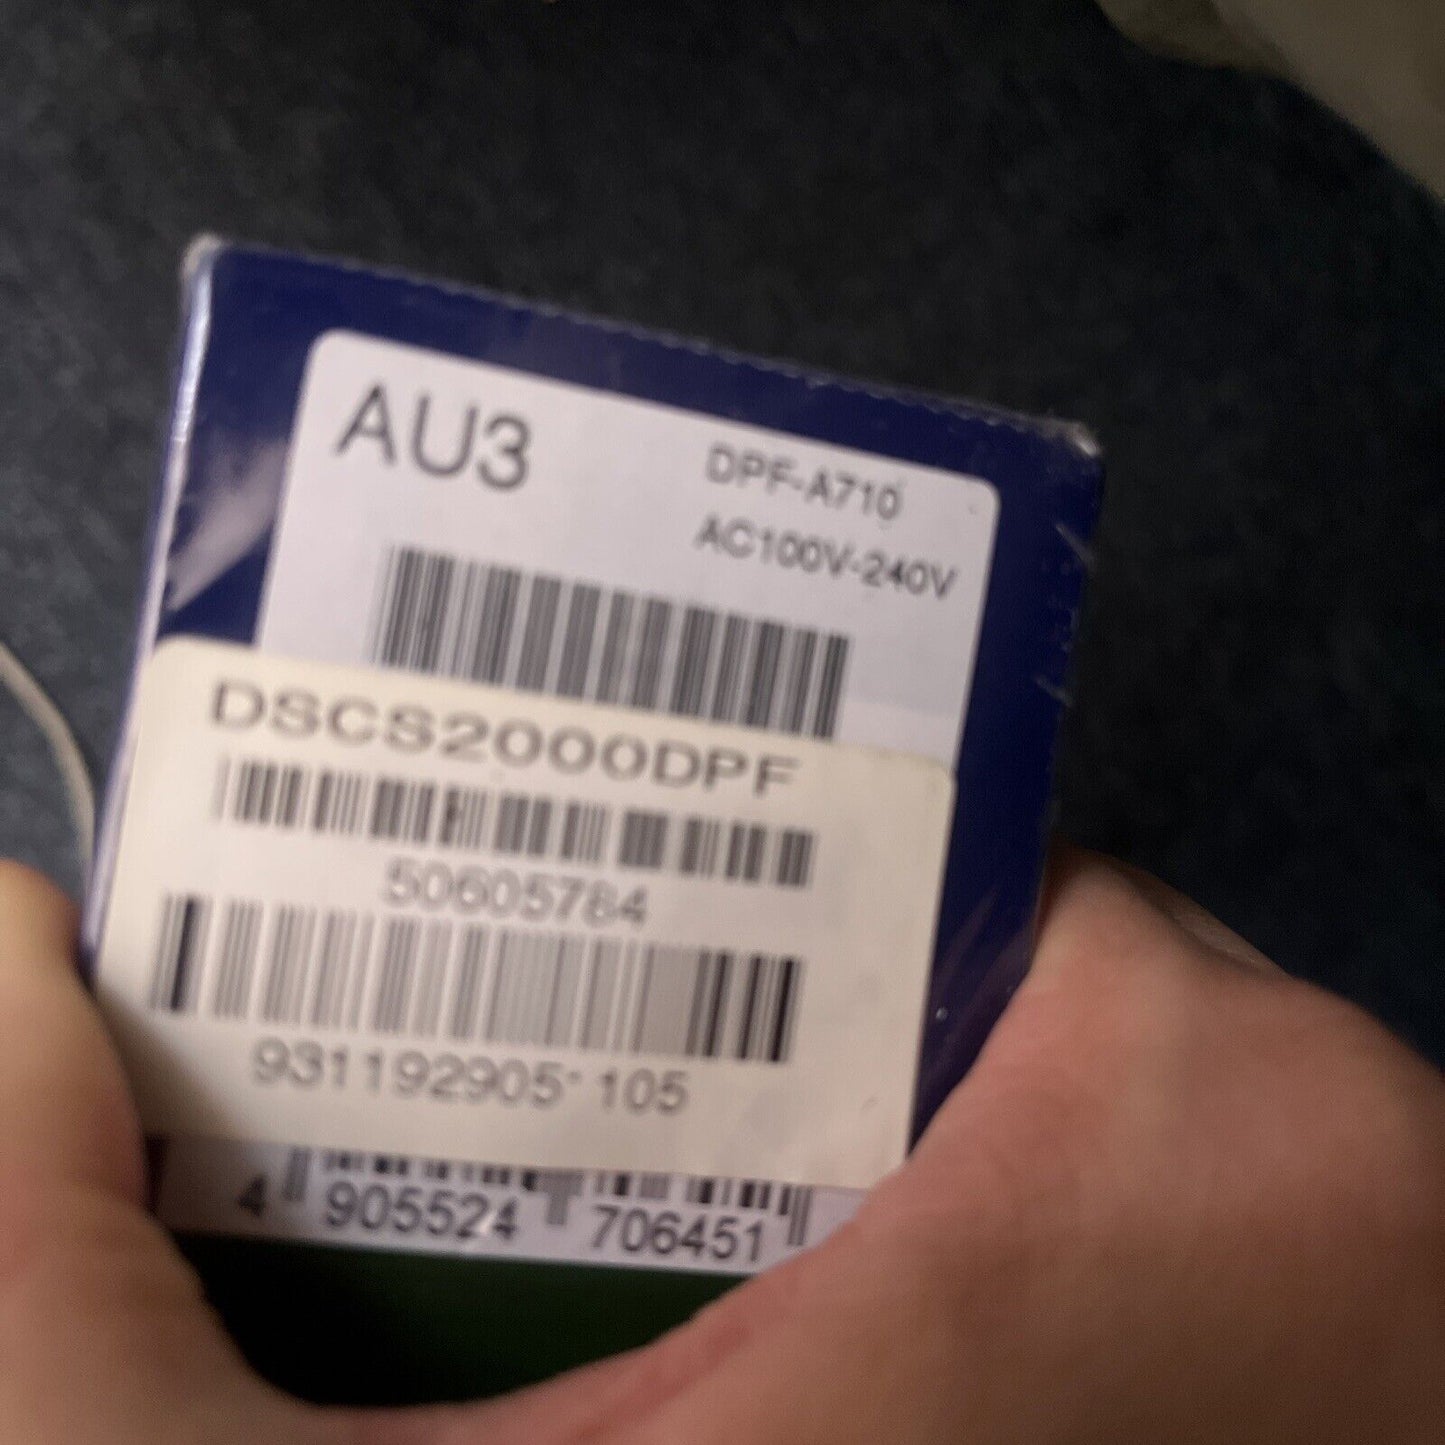 AU3
DPF-A710
AC100V-240V
DSCS2000DPF
50605784
931192905 105
4 905524 706451